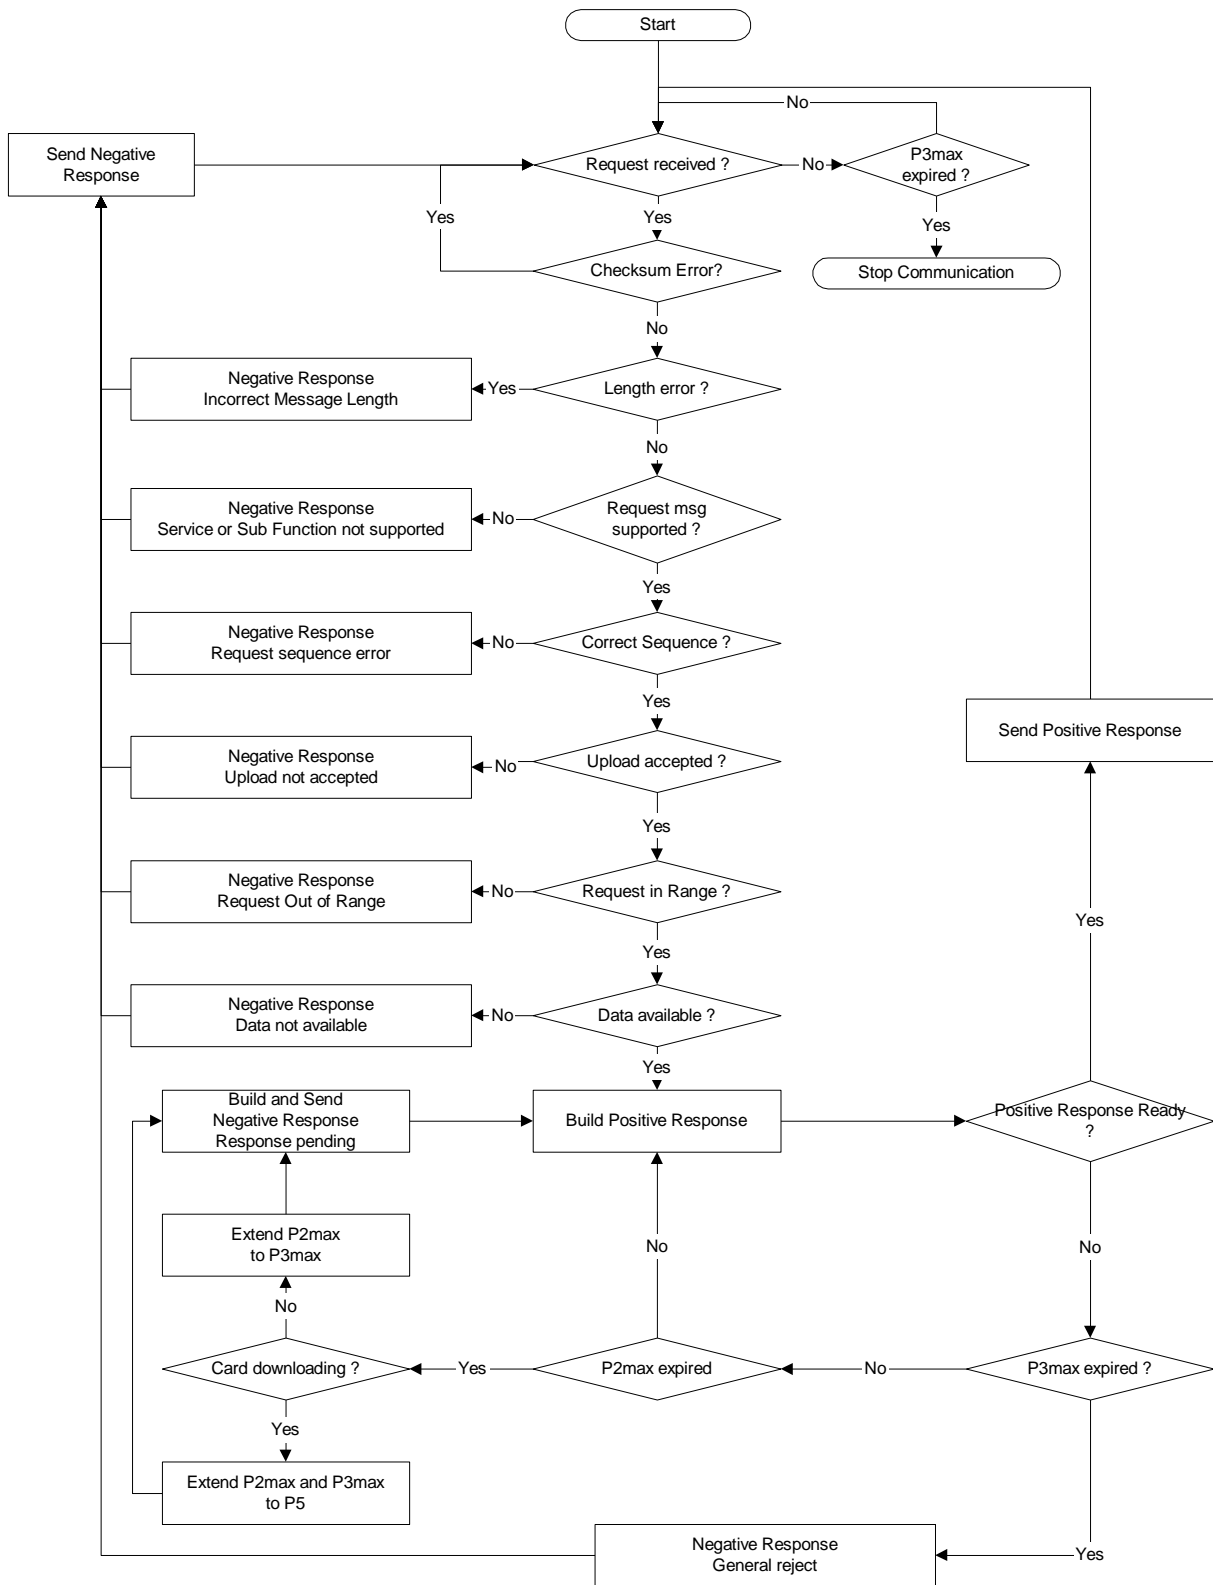 Start
No
Send Negative
Response
Request received ?
No
P3max
expired ?
Yes
Yes
Yes
Checksum Error?
Stop Communication
No
Negative Response
Incorrect Message Length
Yes
Length error ?
No
Negative Response
Service or Sub Function not supported
No
Request msg
supported ?
Yes
Negative Response
Request sequence error
No
Correct Sequence ?
Yes
Send Positive Response
Negative Response
Upload not accepted
No
Upload accepted ?
Yes
Negative Response
Request Out of Range
No
Request in Range ?
Yes
Yes
Negative Response
Data not available
No
Data available ?
Yes
Build and Send
Negative Response
Response pending
Build Positive Response
Positive Response Ready
?
Extend P2max
to P3max
No
No
No
Card downloading ?
Yes
P2max expired
No
P3max expired ?
Yes
Extend P2max and P3max
to P5
Negative Response
General reject
Yes